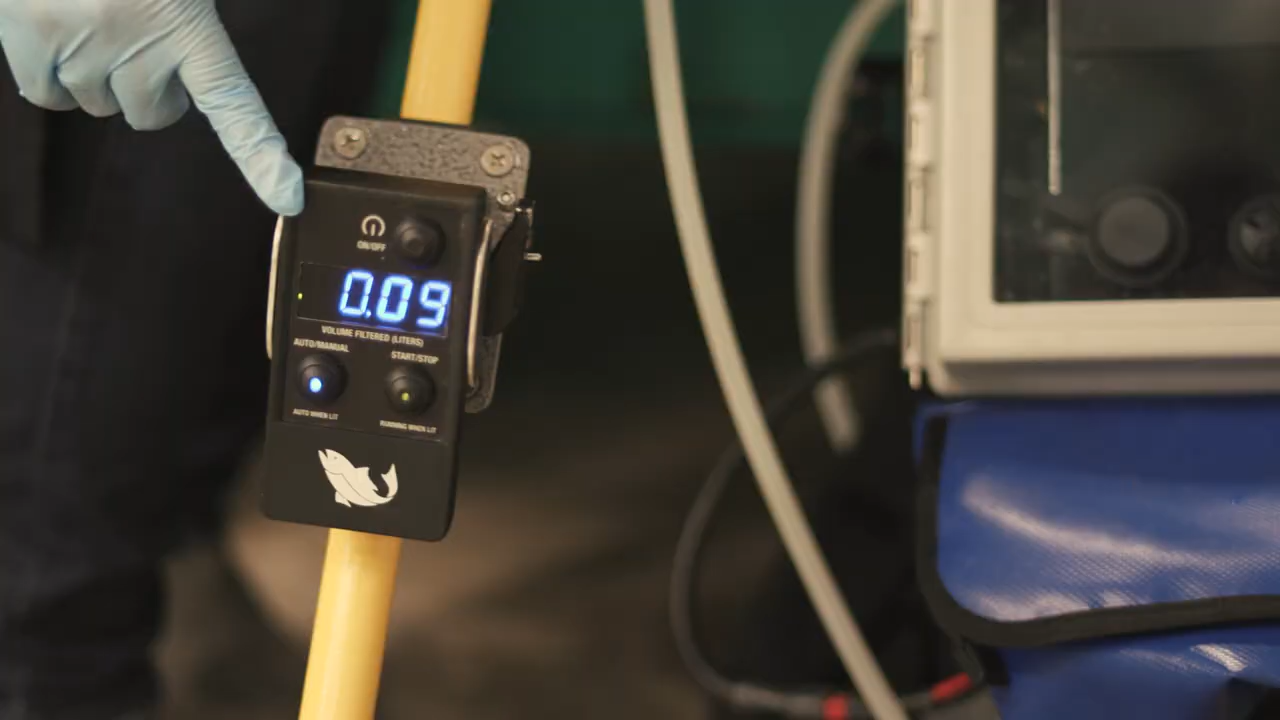 ON/OFF
0.09
VOLUME FILTERED (LITERS)
AUTO/MANUAL
START/STOP
AUTO WHEN LIT
RUNNING WHEN LIT